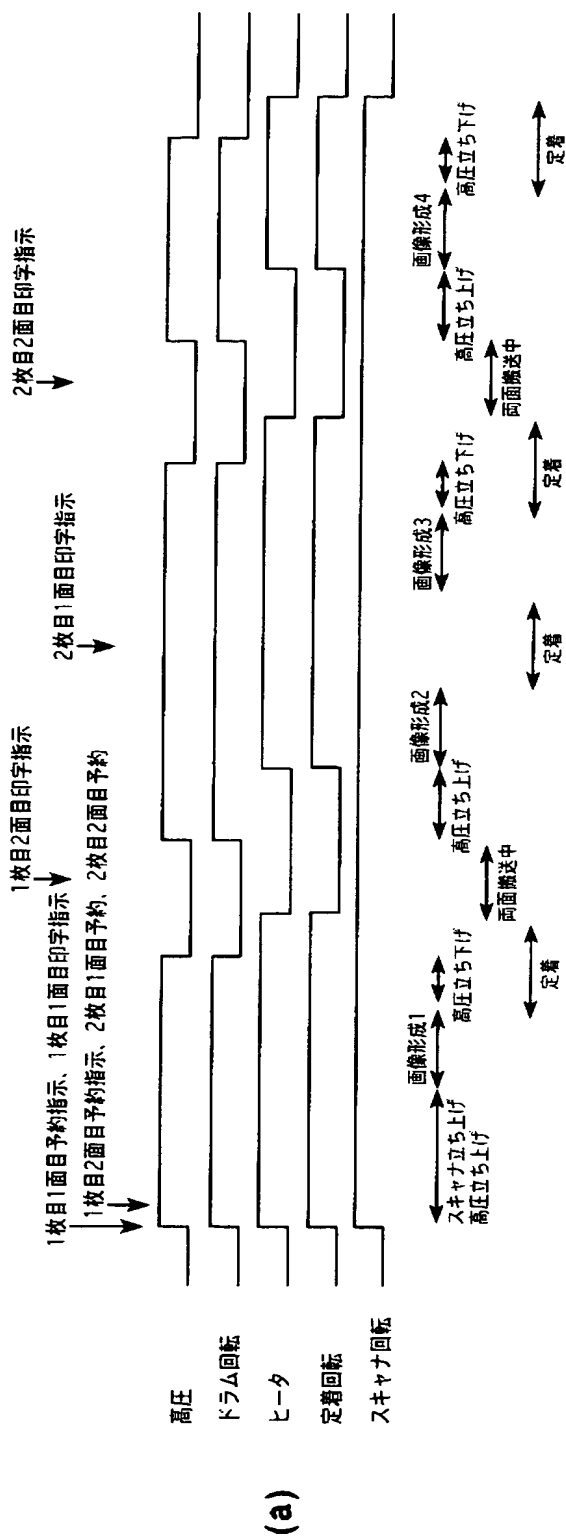 (a)
1枚目1面目予約指示、1枚目1面目印字指示
1枚目2面目予約指示、2枚目1面目予約、2枚目2面目予約
1枚目2面目印字指示
2枚目1面目印字指示
2枚目2面目印字指示
高圧
ドラム回転
ヒータ
定着回転
スキャナ回転
スキャナ立ち上げ
高圧立ち上げ
画像形成1
高圧立ち下げ
定着
両面搬送中
高圧立ち上げ
画像形成2
定着
画像形成3
高圧立ち下げ
定着
両面搬送中
高圧立ち上げ
画像形成4
高圧立ち下げ
定着